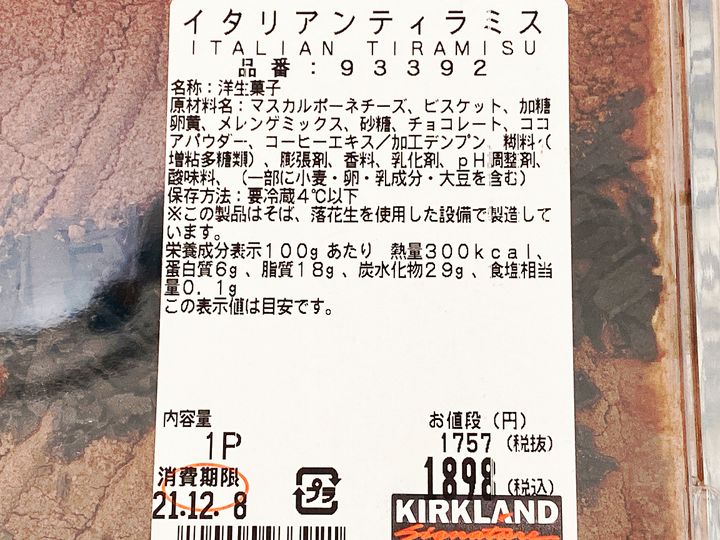 イタリアンティラミス
ITALIAN TIRAMISU
品番：93392
名称：洋生菓子
原材料名：マスカルポーネチーズ、ビスケット、加糖
卵黄、メレンゲミックス、砂糖、チョコレート、ココ
アパウダー、コーヒーエキス/加工デンプン、糊料（
増粘多糖類）、膨張剤、香料、乳化剤、pH調整剤、
酸味料、（一部に小麦・卵・乳成分・大豆を含む）
保存方法：要冷蔵4℃以下
※この製品はそば、落花生を使用した設備で製造して
います。
栄養成分表示100gあたり 熱量300kcal、
蛋白質6g、脂質18g、炭水化物29g、食塩相当
量0.1g
この表示値は目安です。
内容量
1P
お値段（円）
1757（税抜）
1898（税込）
消費期限
21.12.8
プラ
KIRKLAND
Signature